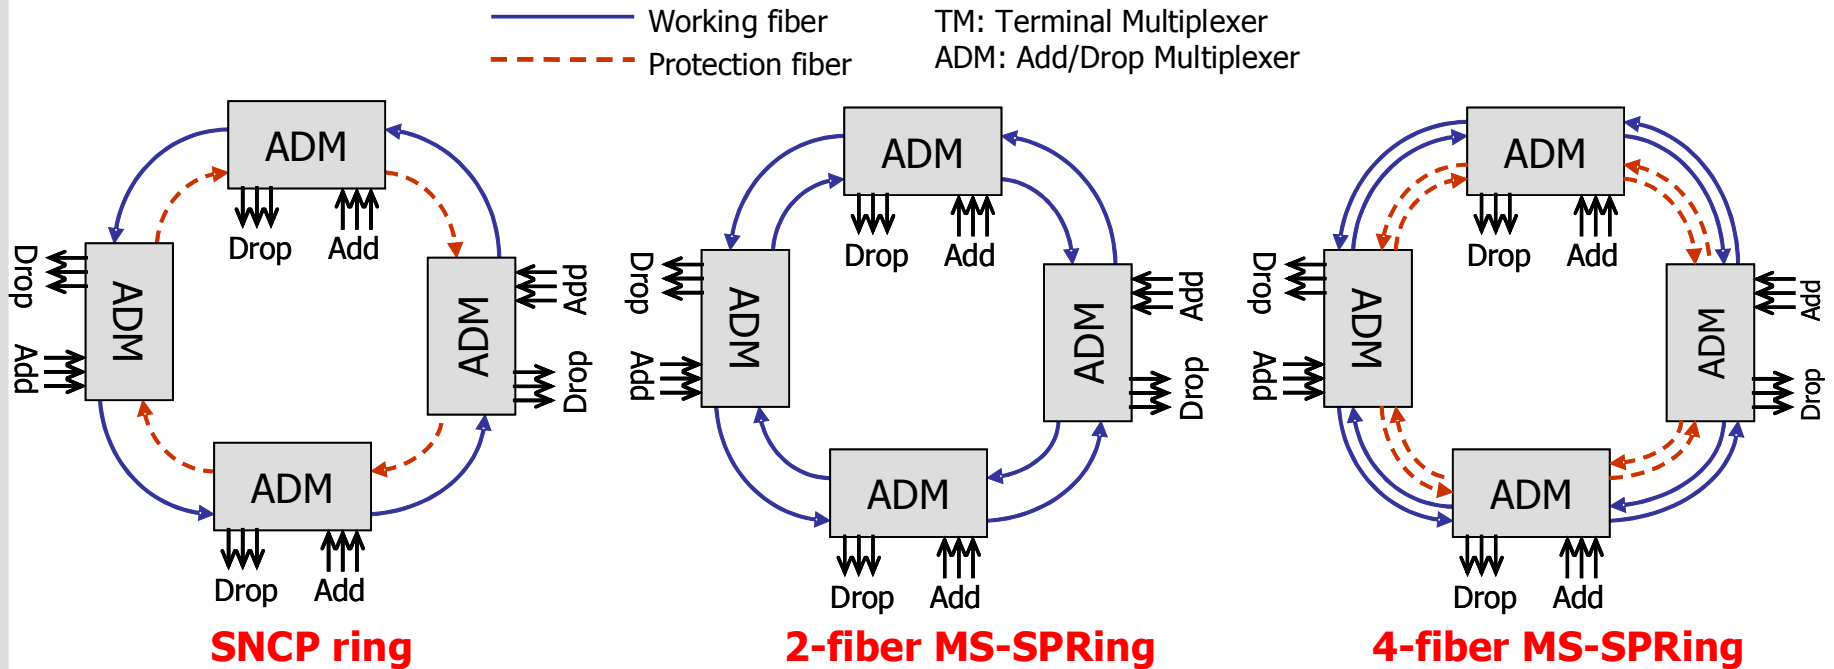 Working fiber
Protection fiber
TM: Terminal Multiplexer
ADM: Add/Drop Multiplexer
ADM
Drop
Add
Drop
Add
ADM
Add
Drop
ADM
ADM
Drop
Add
SNCP ring
ADM
Drop
Add
Drop
Add
ADM
Add
Drop
ADM
ADM
Drop
Add
2-fiber MS-SPRing
ADM
Drop
Add
Drop
Add
ADM
Add
Drop
ADM
ADM
Drop
Add
4-fiber MS-SPRing